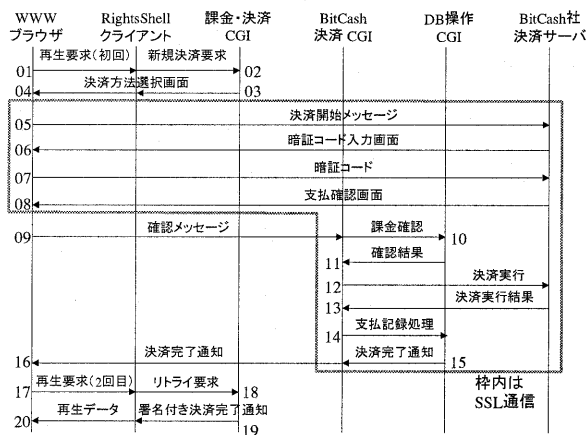 WWW ブラウザ
RightsShell クライアント
課金・決済 CGI
BitCash 決済 CGI
DB操作 CGI
BitCash社 決済サーバ
再生要求(初回)
新規決済要求
01
02
決済方法選択画面
04
03
決済開始メッセージ
05
暗証コード入力画面
06
暗証コード
07
支払確認画面
08
確認メッセージ
課金確認
09
10
確認結果
11
決済実行
12
決済実行結果
13
支払記録処理
14
決済完了通知
決済完了通知
16
15
再生要求(2回目)
リトライ要求
17
18
再生データ
署名付き決済完了通知
20
19
枠内は
SSL通信